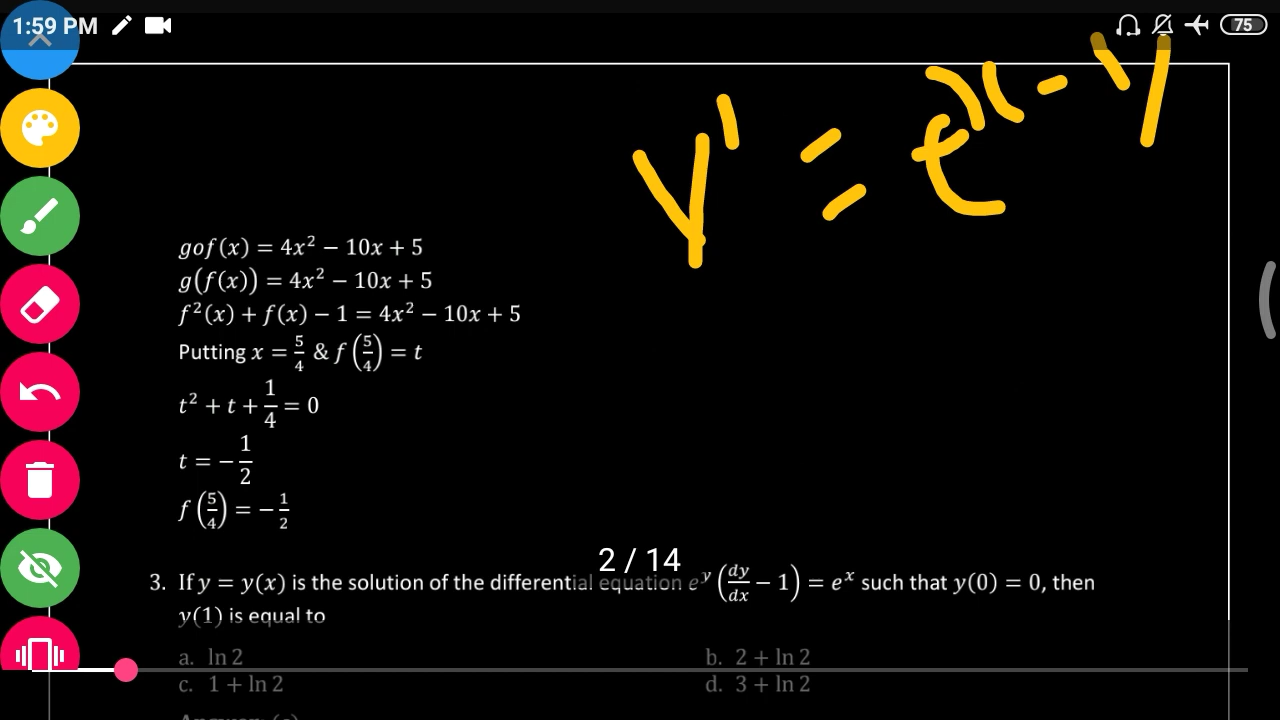 1:59 PM 75
y' = e^{x-y}
gof(x) = 4x² − 10x + 5
g(f(x)) = 4x² − 10x + 5
f²(x) + f(x) − 1 = 4x² − 10x + 5
Putting x = 5/4 & f(5/4) = t
t² + t + 1/4 = 0
t = −1/2
f(5/4) = −1/2
2 / 14
3. If y = y(x) is the solution of the differential equation e^y (dy/dx − 1) = e^x such that y(0) = 0, then
y(1) is equal to
a. ln 2 b. 2 + ln 2
c. 1 + ln 2 d. 3 + ln 2